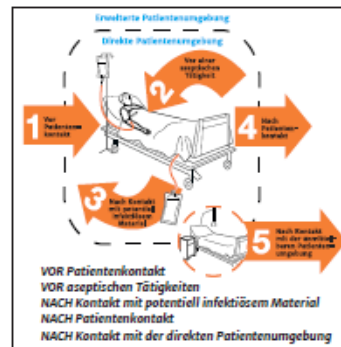 Erweiterte Patientenumgebung
Direkte Patientenumgebung
2 Vor einer
aseptischen
Tätigkeit
1 Vor
Patienten-
kontakt
4 Nach
Patienten-
kontakt
3 Nach Kontakt
mit potentiell
infektiösem
Material
5 Nach Kontakt
mit der unmittel-
baren Patienten-
umgebung
VOR Patientenkontakt
VOR aseptischen Tätigkeiten
NACH Kontakt mit potentiell infektiösem Material
NACH Patientenkontakt
NACH Kontakt mit der direkten Patientenumgebung